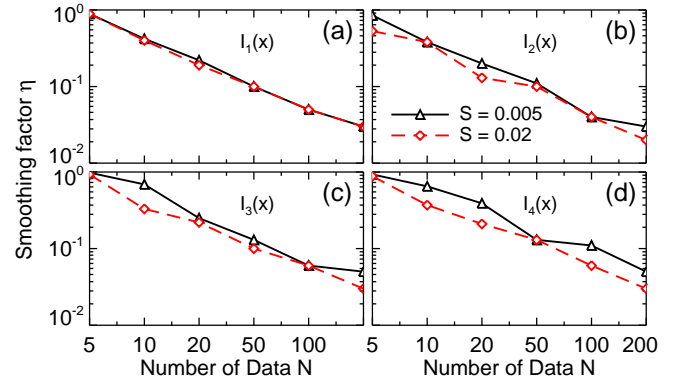 Smoothing factor η
10⁰
10⁻¹
10⁻²
(a)
I₁(x)
(b)
I₂(x)
S = 0.005
S = 0.02
10⁰
10⁻¹
10⁻²
(c)
I₃(x)
(d)
I₄(x)
5 10 20 50 100
5 10 20 50 100 200
Number of Data N
Number of Data N